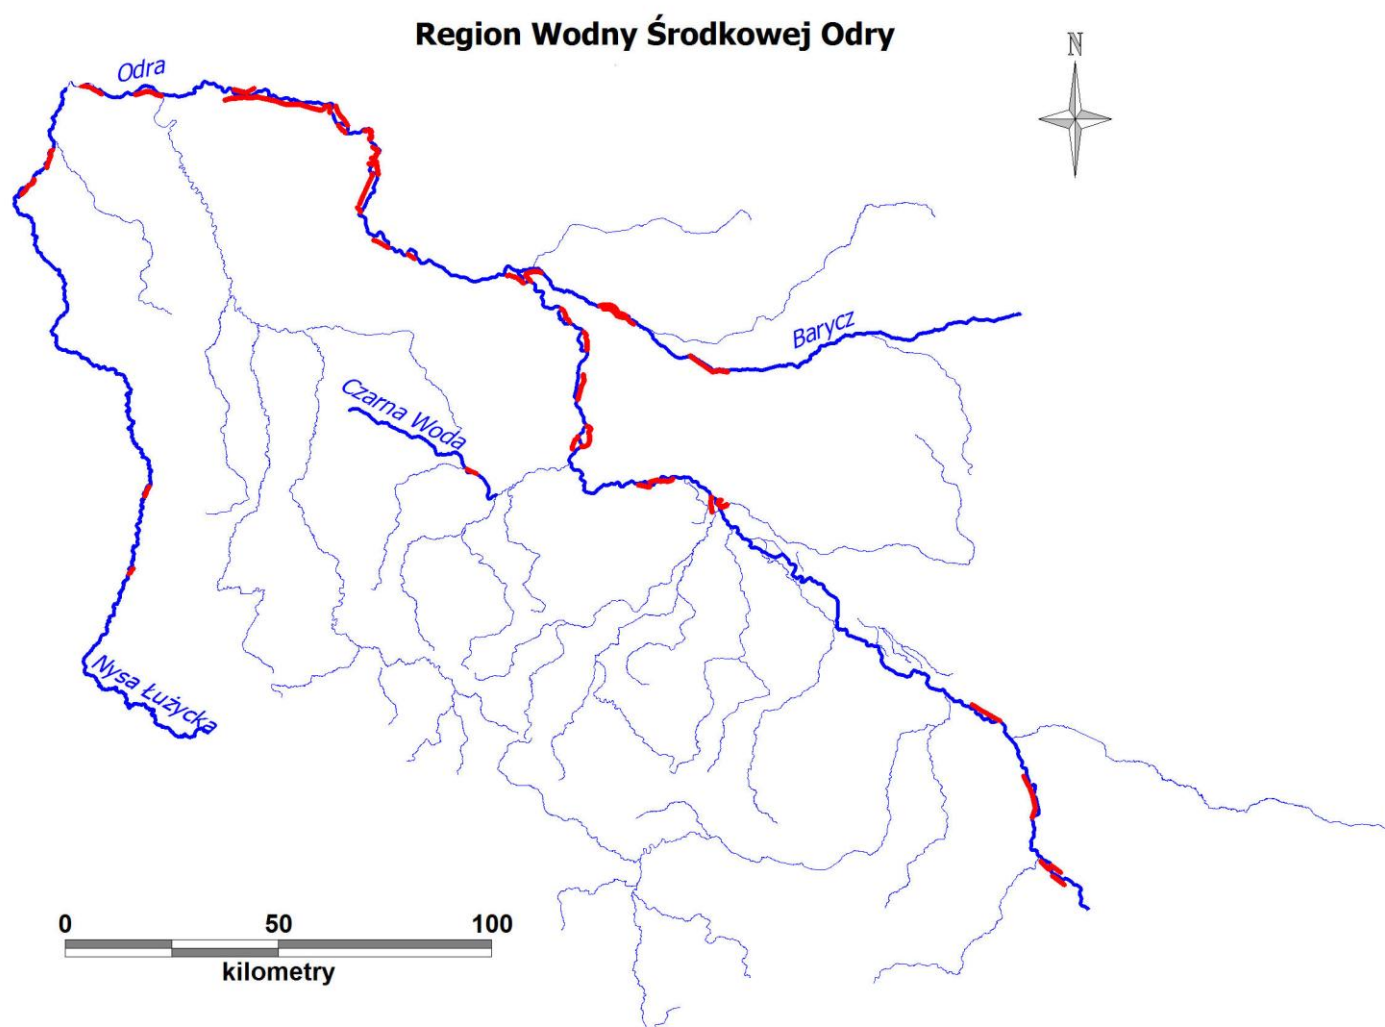 Region Wodny Środkowej Odry
N
Odra
Barycz
Czarna Woda
Nysa Łużycka
0 50 100
kilometry